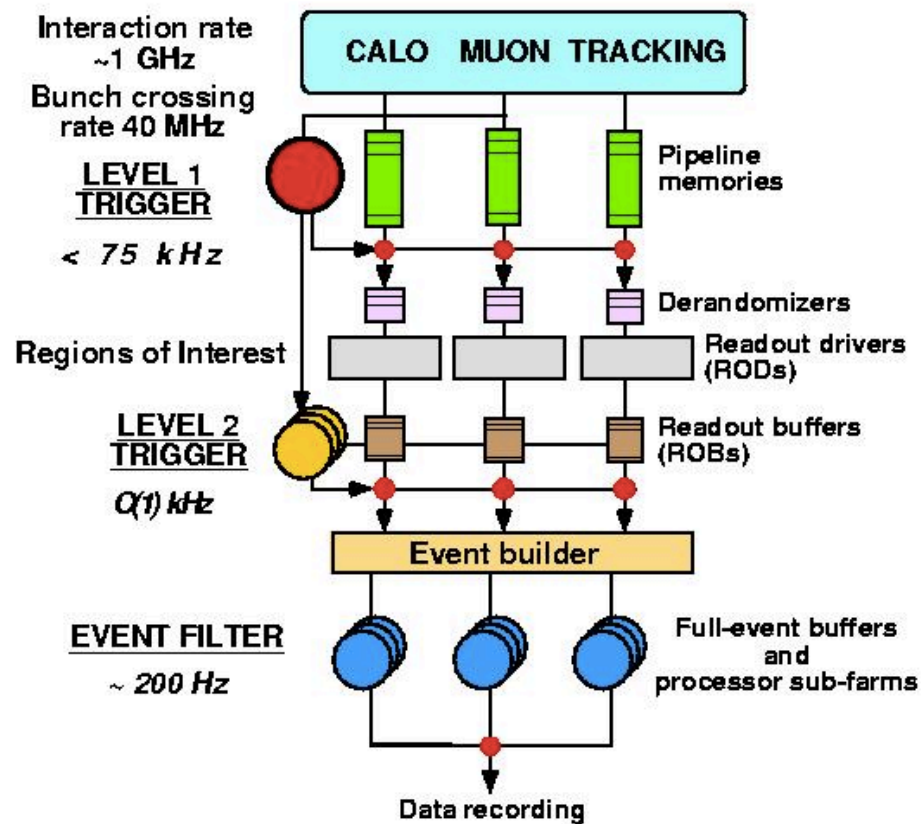 Interaction rate
~1 GHz
Bunch crossing
rate 40 MHz
CALO MUON TRACKING
LEVEL 1
TRIGGER
< 75 kHz
Pipeline
memories
Derandomizers
Regions of Interest
Readout drivers
(RODs)
LEVEL 2
TRIGGER
O(1) kHz
Readout buffers
(ROBs)
Event builder
EVENT FILTER
~ 200 Hz
Full-event buffers
and
processor sub-farms
Data recording